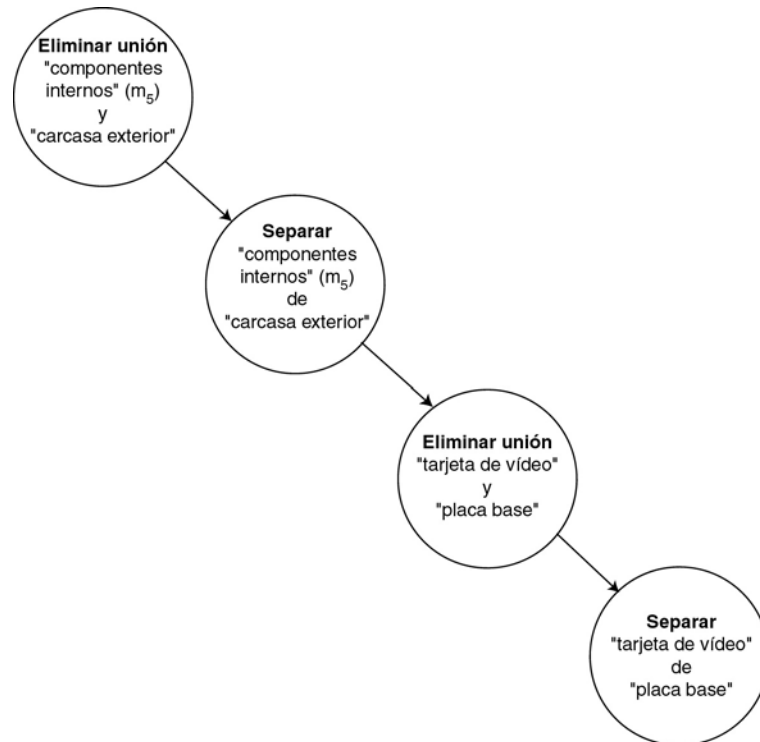 Eliminar unión
"componentes
internos" (m₅)
y
"carcasa exterior"
Separar
"componentes
internos" (m₅)
de
"carcasa exterior"
Eliminar unión
"tarjeta de vídeo"
y
"placa base"
Separar
"tarjeta de vídeo"
de
"placa base"